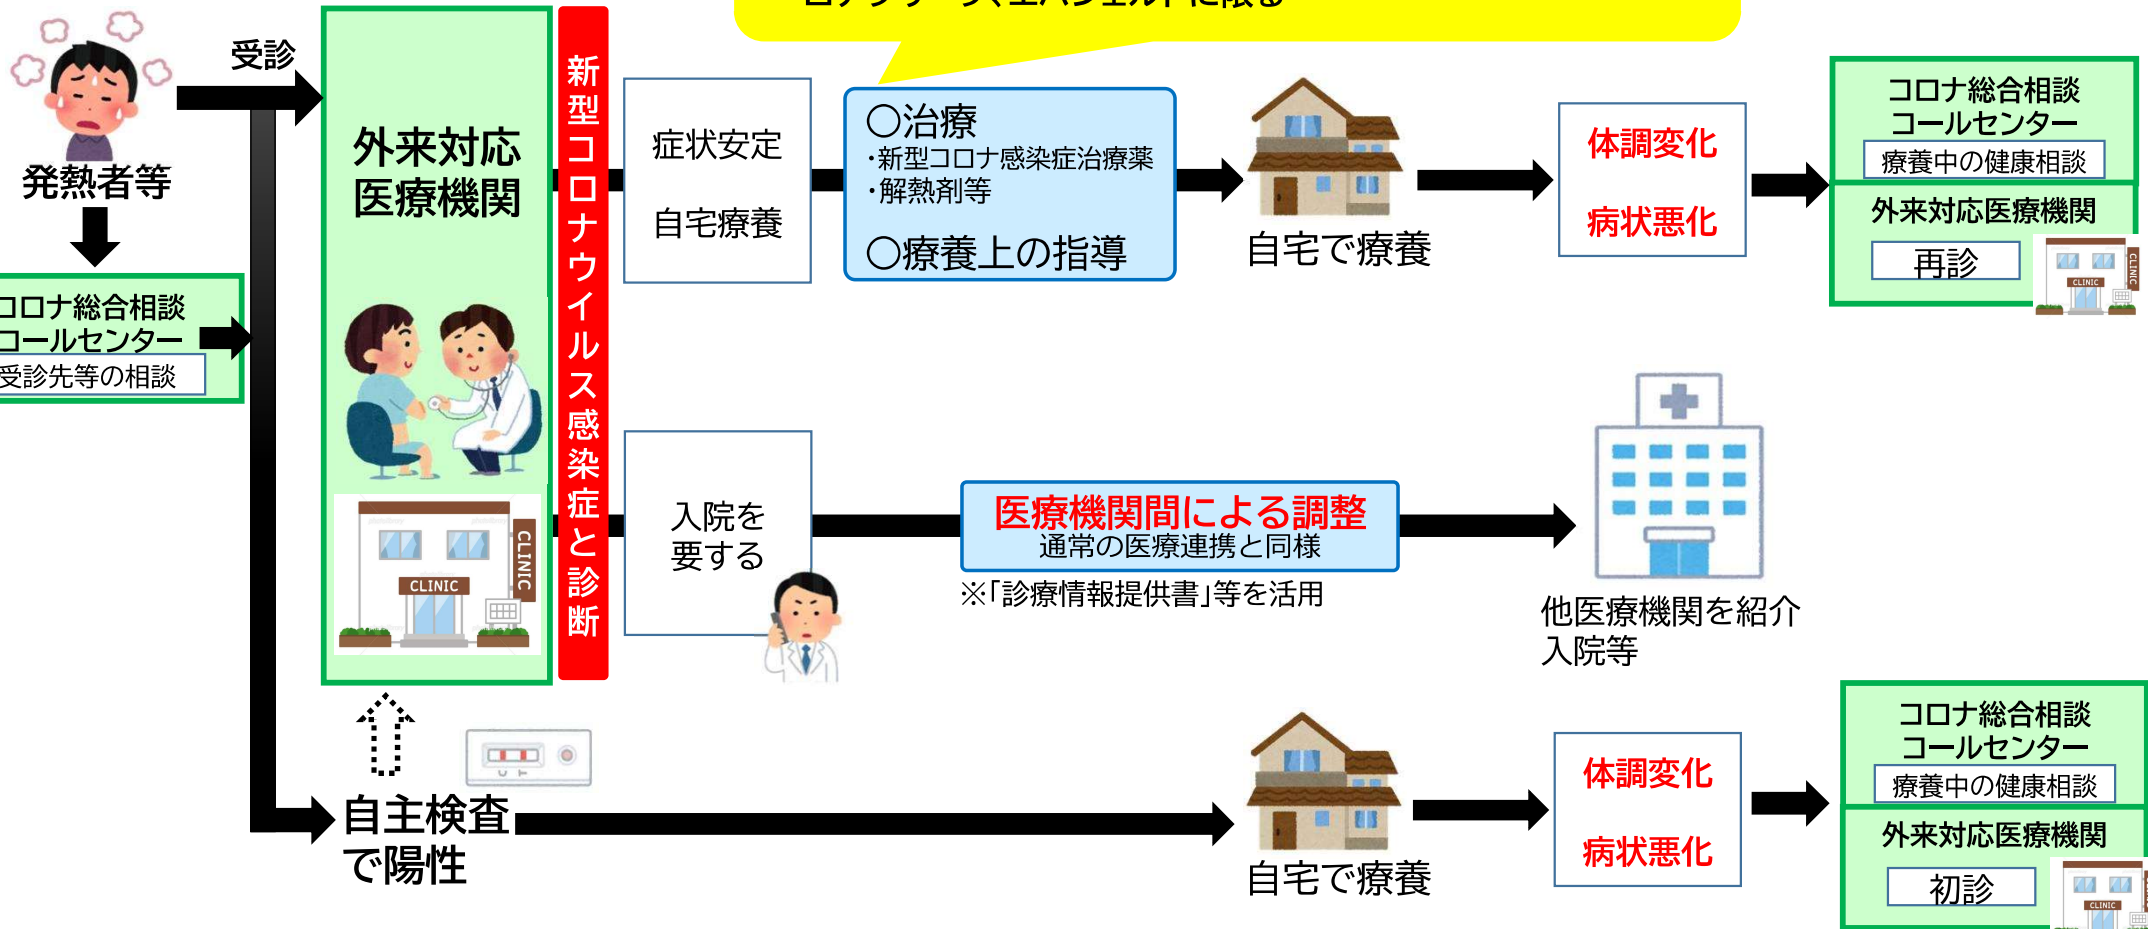 受診
発熱者等
コロナ総合相談
コールセンター
受診先等の相談
外来対応
医療機関
CLINIC
CLINIC
新型コロナウイルス感染症と診断
症状安定
自宅療養
〇治療
・新型コロナ感染症治療薬
・解熱剤等
〇療養上の指導
自宅で療養
体調変化
病状悪化
コロナ総合相談
コールセンター
療養中の健康相談
外来対応医療機関
再診
CLINIC
CLINIC
入院を
要する
医療機関間による調整
通常の医療連携と同様
※「診療情報提供書」等を活用
他医療機関を紹介
入院等
自主検査
で陽性
C T
自宅で療養
体調変化
病状悪化
コロナ総合相談
コールセンター
療養中の健康相談
外来対応医療機関
初診
CLINIC